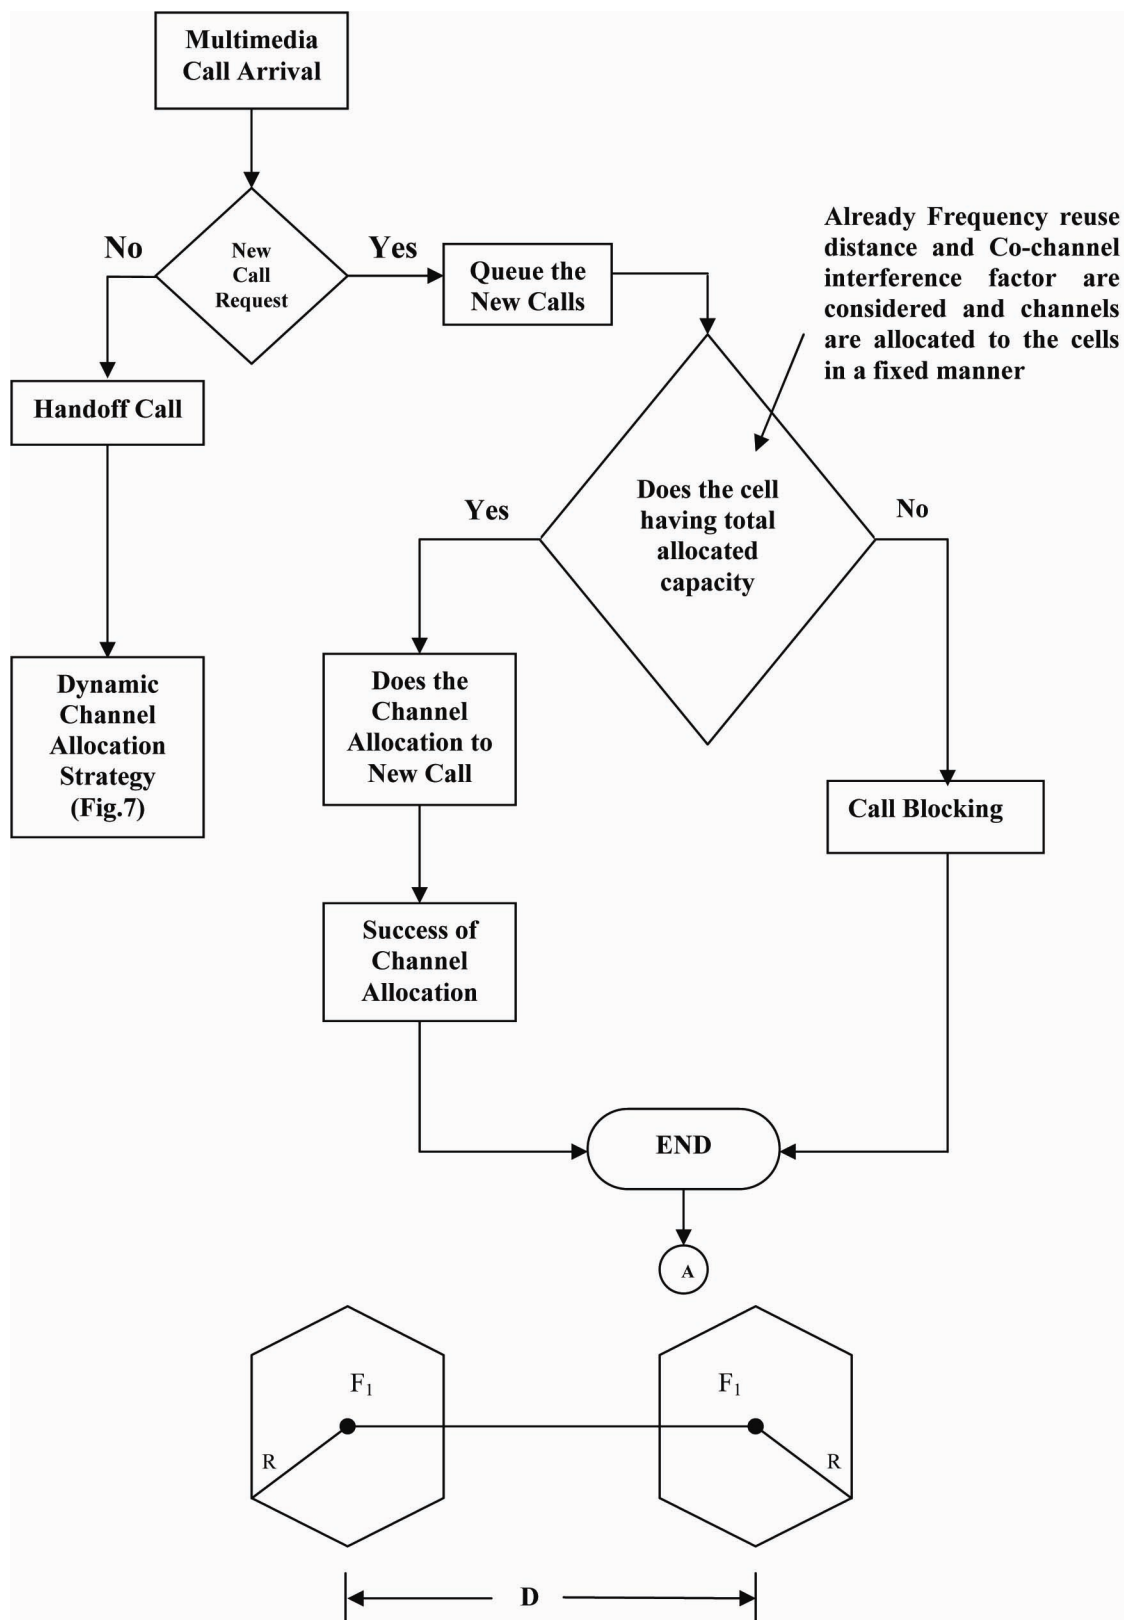 Multimedia
Call Arrival
No
New
Call
Request
Yes
Queue the
New Calls
Already Frequency reuse
distance and Co-channel
interference factor are
considered and channels
are allocated to the cells
in a fixed manner
Handoff Call
Yes
Does the cell
having total
allocated
capacity
No
Dynamic
Channel
Allocation
Strategy
(Fig.7)
Does the
Channel
Allocation to
New Call
Call Blocking
Success of
Channel
Allocation
END
A
F₁
F₁
R
R
D